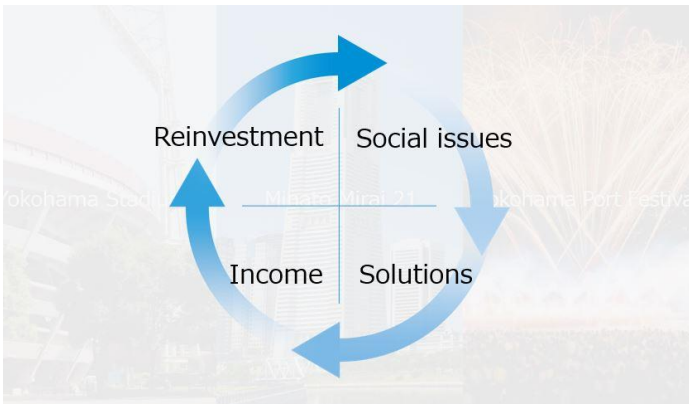 Reinvestment
Social issues
Yokohama Stadium
Minato Mirai 21
Yokohama Port Festival
Income
Solutions